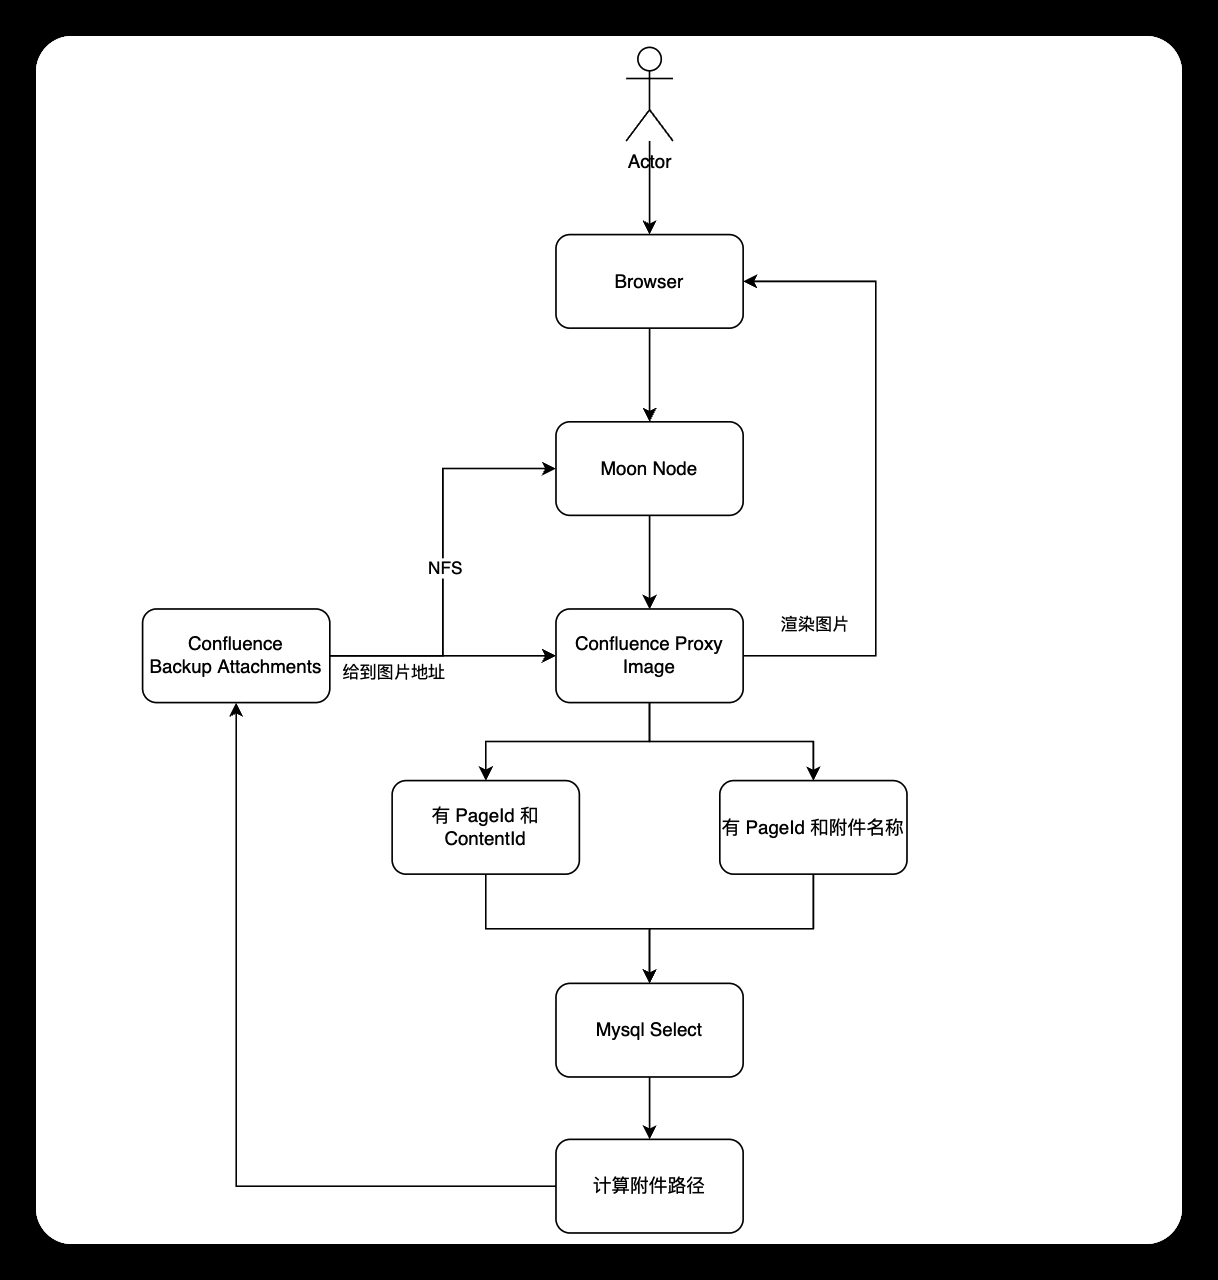 Actor
Browser
Moon Node
NFS
Confluence
Backup Attachments
给到图片地址
Confluence Proxy
Image
渲染图片
有 PageId 和
ContentId
有 PageId 和附件名称
Mysql Select
计算附件路径